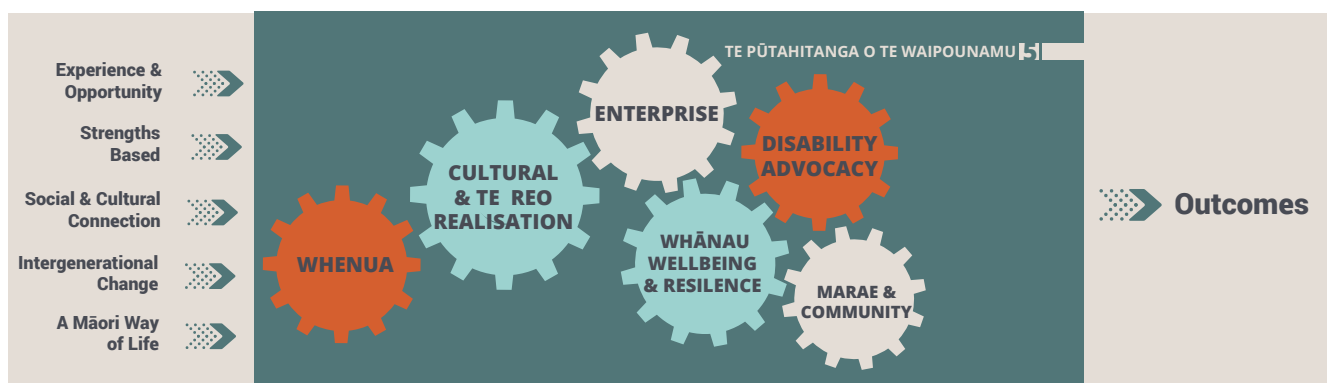 Experience &
Opportunity
Strengths
Based
Social & Cultural
Connection
Intergenerational
Change
A Māori Way
of Life
TE PŪTAHITANGA O TE WAIPOUNAMU
WHENUA
CULTURAL
& TE REO
REALISATION
ENTERPRISE
DISABILITY
ADVOCACY
WHĀNAU
WELLBEING
& RESILENCE
MARAE &
COMMUNITY
Outcomes